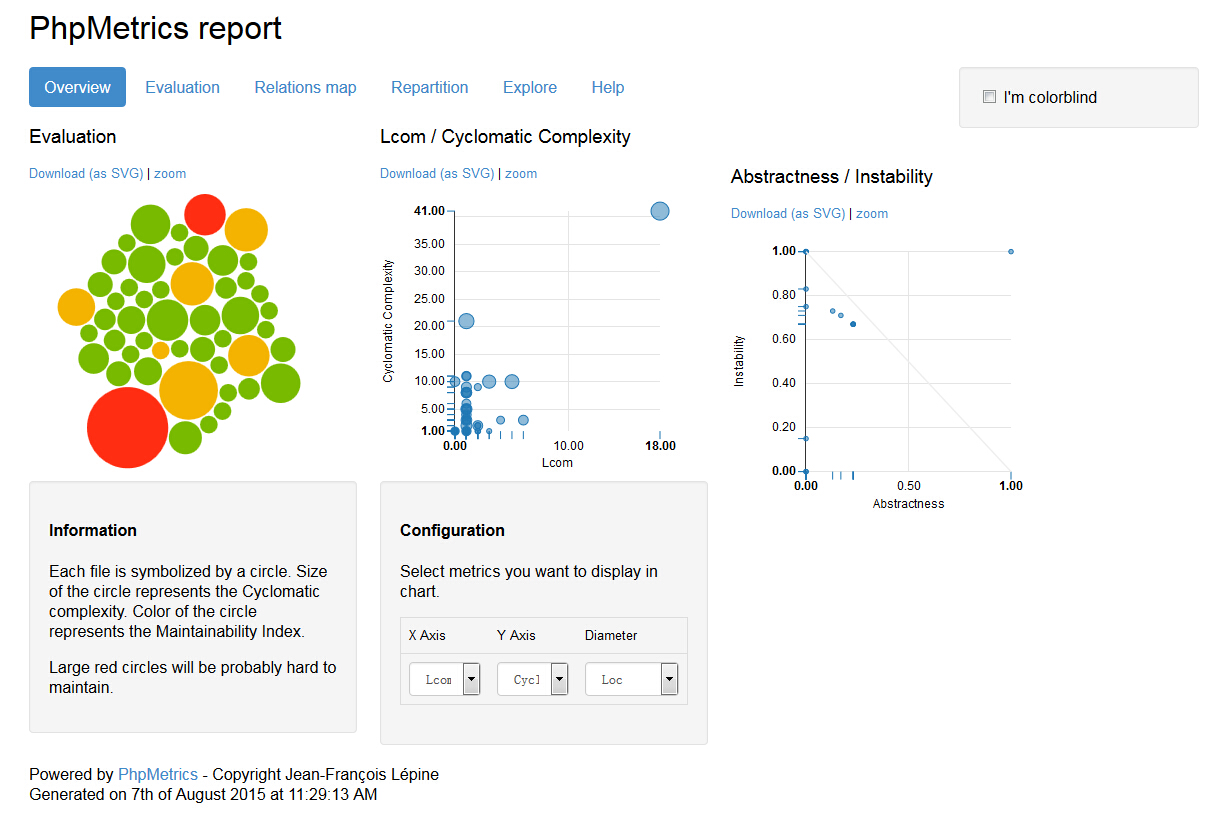 PhpMetrics report
Overview
Evaluation
Relations map
Repartition
Explore
Help
I'm colorblind
Evaluation
Download (as SVG) | zoom
Lcom / Cyclomatic Complexity
Download (as SVG) | zoom
41.00
35.00
30.00
25.00
20.00
15.00
10.00
5.00
1.00
Cyclomatic Complexity
0.00
10.00
18.00
Lcom
Abstractness / Instability
Download (as SVG) | zoom
1.00
0.80
0.60
0.40
0.20
0.00
Instability
0.00
0.50
1.00
Abstractness
Information
Each file is symbolized by a circle. Size
of the circle represents the Cyclomatic
complexity. Color of the circle
represents the Maintainability Index.
Large red circles will be probably hard to
maintain.
Configuration
Select metrics you want to display in
chart.
X Axis
Y Axis
Diameter
Lcom
Cycl
Loc
Powered by PhpMetrics - Copyright Jean-François Lépine
Generated on 7th of August 2015 at 11:29:13 AM